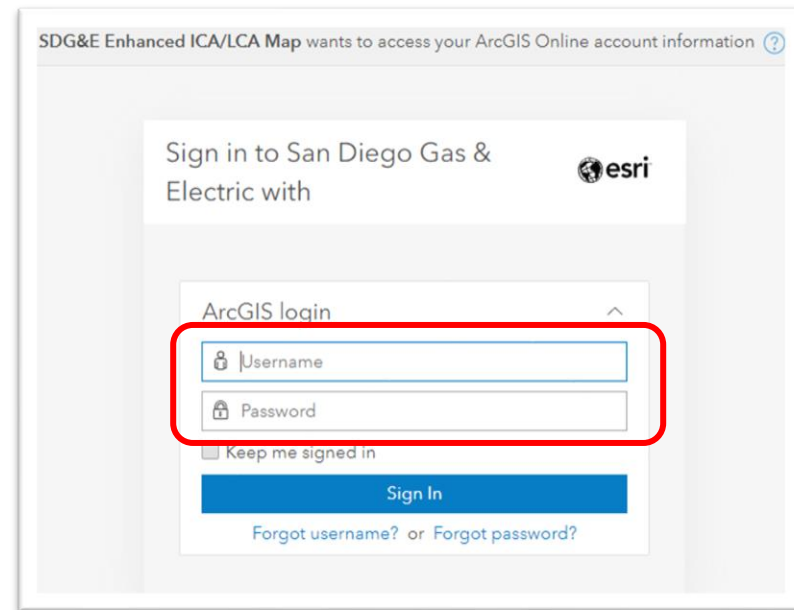 SDG&E Enhanced ICA/LCA Map wants to access your ArcGIS Online account information ?
Sign in to San Diego Gas &
Electric with
esri
ArcGIS login
Username
Password
Keep me signed in
Sign In
Forgot username? or Forgot password?